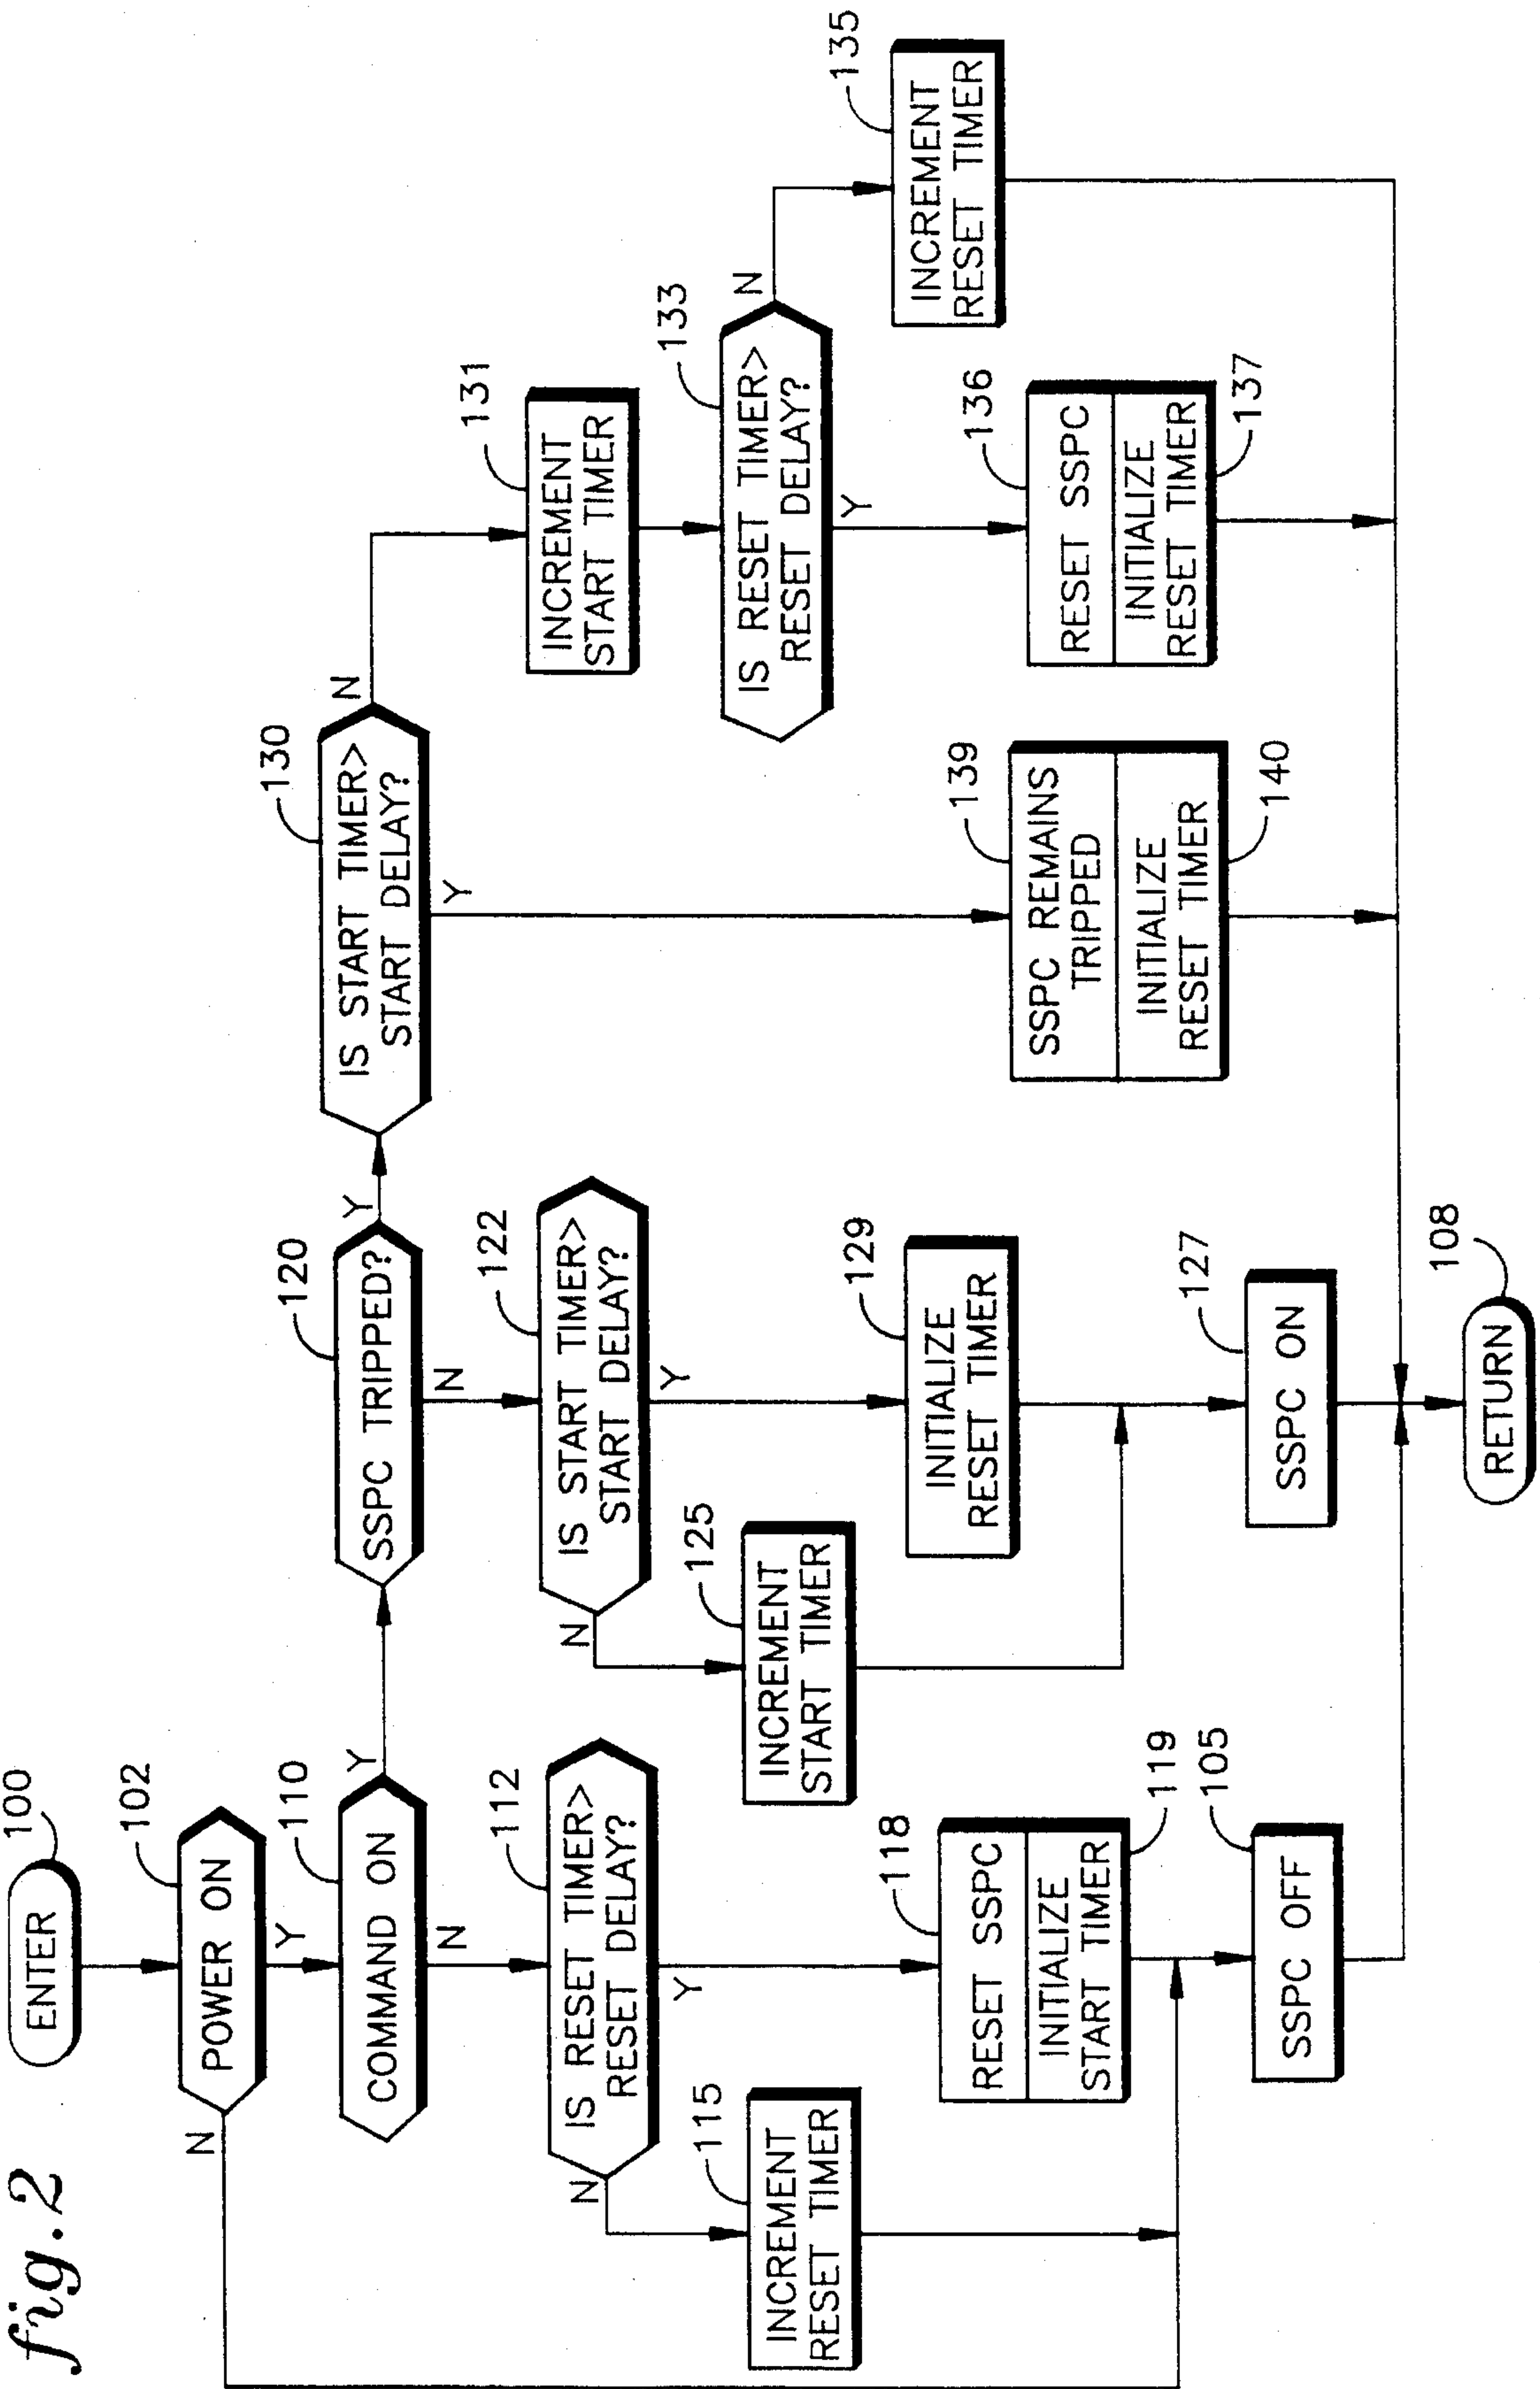 fig.2
ENTER
100
POWER ON
102
N
Y
COMMAND ON
110
Y
N
IS RESET TIMER>
RESET DELAY?
112
N
Y
INCREMENT
RESET TIMER
115
RESET SSPC
118
INITIALIZE
START TIMER
119
SSPC OFF
105
SSPC TRIPPED?
120
Y
N
IS START TIMER>
START DELAY?
122
N
Y
INCREMENT
START TIMER
125
INITIALIZE
RESET TIMER
129
SSPC ON
127
RETURN
108
IS START TIMER>
START DELAY?
130
N
Y
SSPC REMAINS
TRIPPED
139
INITIALIZE
RESET TIMER
140
INCREMENT
START TIMER
131
IS RESET TIMER>
RESET DELAY?
133
N
Y
RESET SSPC
136
INITIALIZE
RESET TIMER
137
INCREMENT
RESET TIMER
135